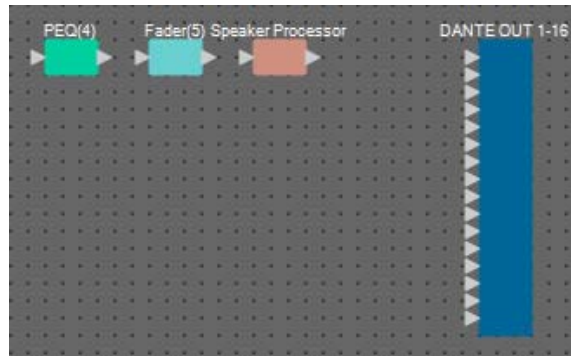 PEQ(4) Fader(5) Speaker Processor DANTE OUT 1-16